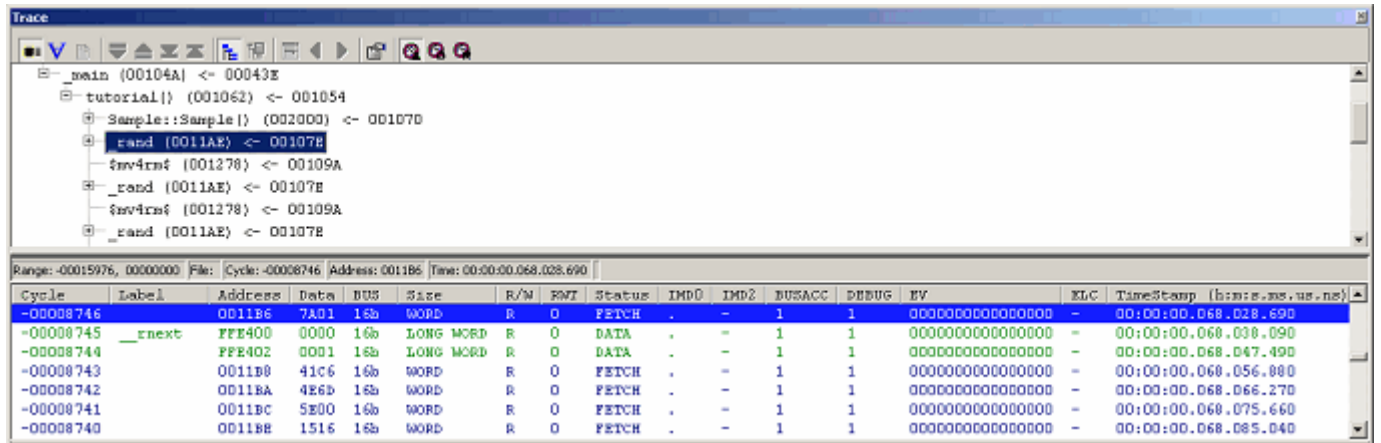 Trace
_main (00104A) <- 00043E
tutorial() (001062) <- 001054
Sample::Sample() (002000) <- 001070
_rand (0011AE) <- 00107E
$mv4rm$ (001278) <- 00109A
_rand (0011AE) <- 00107E
$mv4rm$ (001278) <- 00109A
_rand (0011AE) <- 00107E
Range: -00015976, 00000000 File: Cycle: -00008746 Address: 0011B6 Time: 00:00:00.068.028.690
Cycle Label Address Data BUS Size R/W RWT Status IMD0 IMD2 BUSACC DEBUG EV ELC TimeStamp (h:m:s.ms.us.ns)
-00008746 0011B6 7A01 16b WORD R 0 FETCH . - 1 1 0000000000000000 - 00:00:00.068.028.690
-00008745 __rnext FFE400 0000 16b LONG WORD R 0 DATA . - 1 1 0000000000000000 - 00:00:00.068.038.090
-00008744 FFE402 0001 16b LONG WORD R 0 DATA . - 1 1 0000000000000000 - 00:00:00.068.047.490
-00008743 0011B8 41C6 16b WORD R 0 FETCH . - 1 1 0000000000000000 - 00:00:00.068.056.880
-00008742 0011BA 4E6D 16b WORD R 0 FETCH . - 1 1 0000000000000000 - 00:00:00.068.066.270
-00008741 0011BC 5E00 16b WORD R 0 FETCH . - 1 1 0000000000000000 - 00:00:00.068.075.660
-00008740 0011BE 1516 16b WORD R 0 FETCH . - 1 1 0000000000000000 - 00:00:00.068.085.040